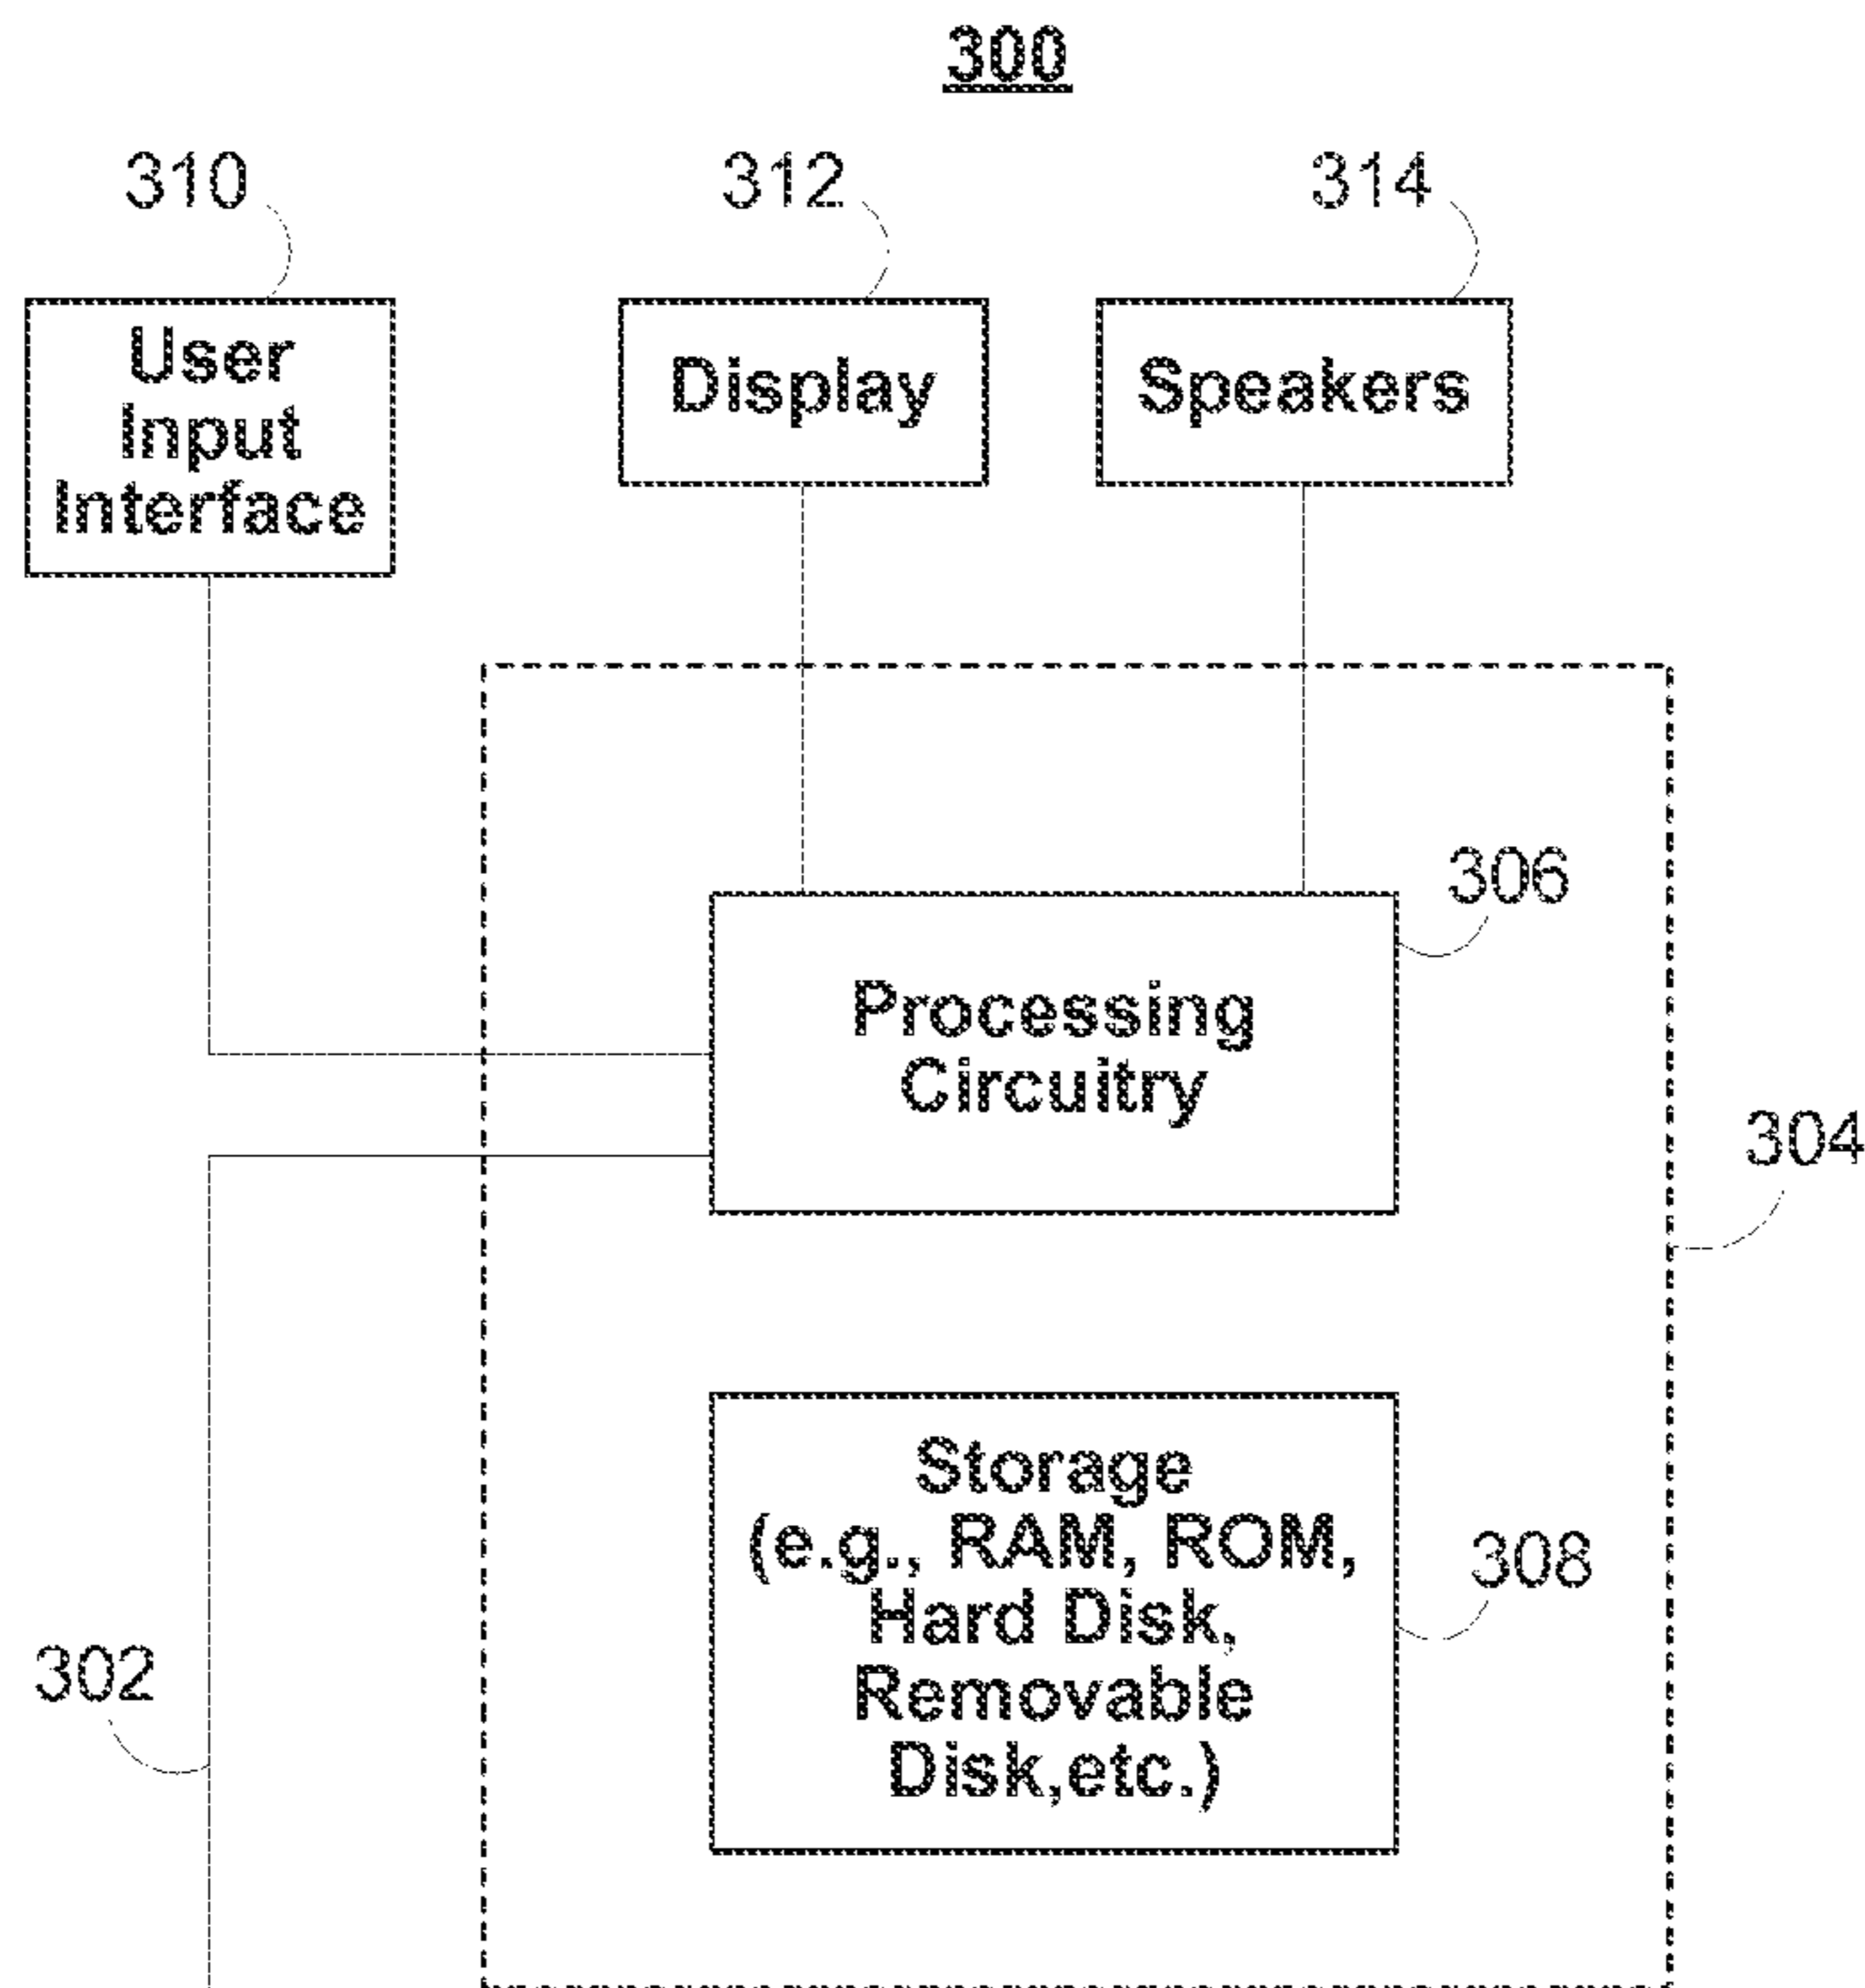 300
310
312
314
User
Input
Interface
Display
Speakers
306
Processing
Circuitry
304
Storage
(e.g., RAM, ROM,
Hard Disk,
Removable
Disk,etc.)
308
302